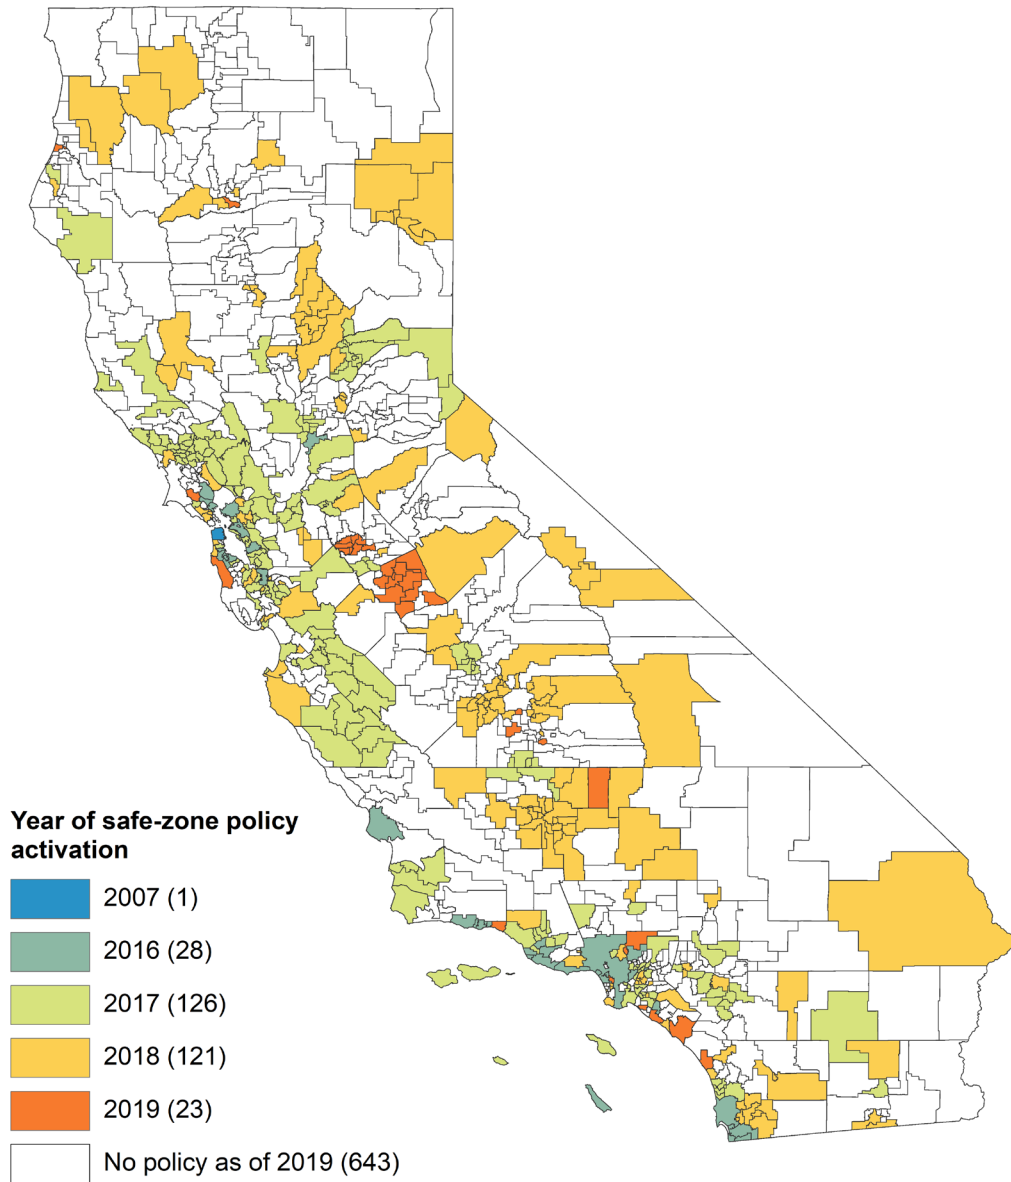 Year of safe-zone policy
activation
2007 (1)
2016 (28)
2017 (126)
2018 (121)
2019 (23)
No policy as of 2019 (643)